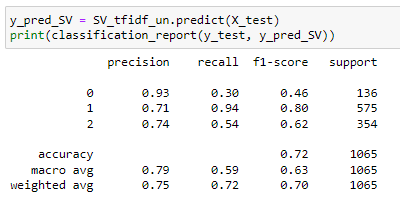 y_pred_SV = SV_tfidf_un.predict(X_test)
print(classification_report(y_test, y_pred_SV))
precision recall f1-score support
0 0.93 0.30 0.46 136
1 0.71 0.94 0.80 575
2 0.74 0.54 0.62 354
accuracy 0.72 1065
macro avg 0.79 0.59 0.63 1065
weighted avg 0.75 0.72 0.70 1065